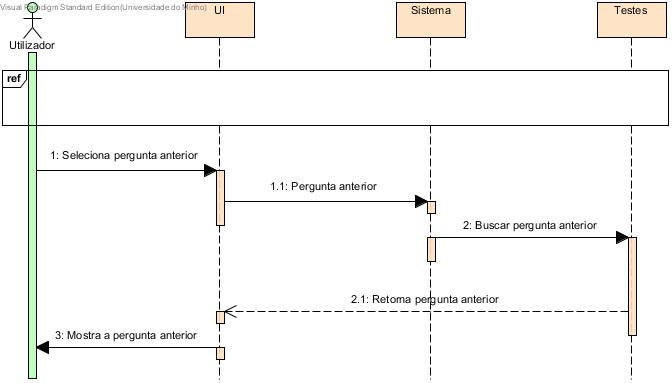 Visual Paradigm Standard Edition(Universidade do Minho)
UI
Sistema
Testes
Utilizador
ref
1: Seleciona pergunta anterior
1.1: Pergunta anterior
2: Buscar pergunta anterior
2.1: Retorna pergunta anterior
3: Mostra a pergunta anterior